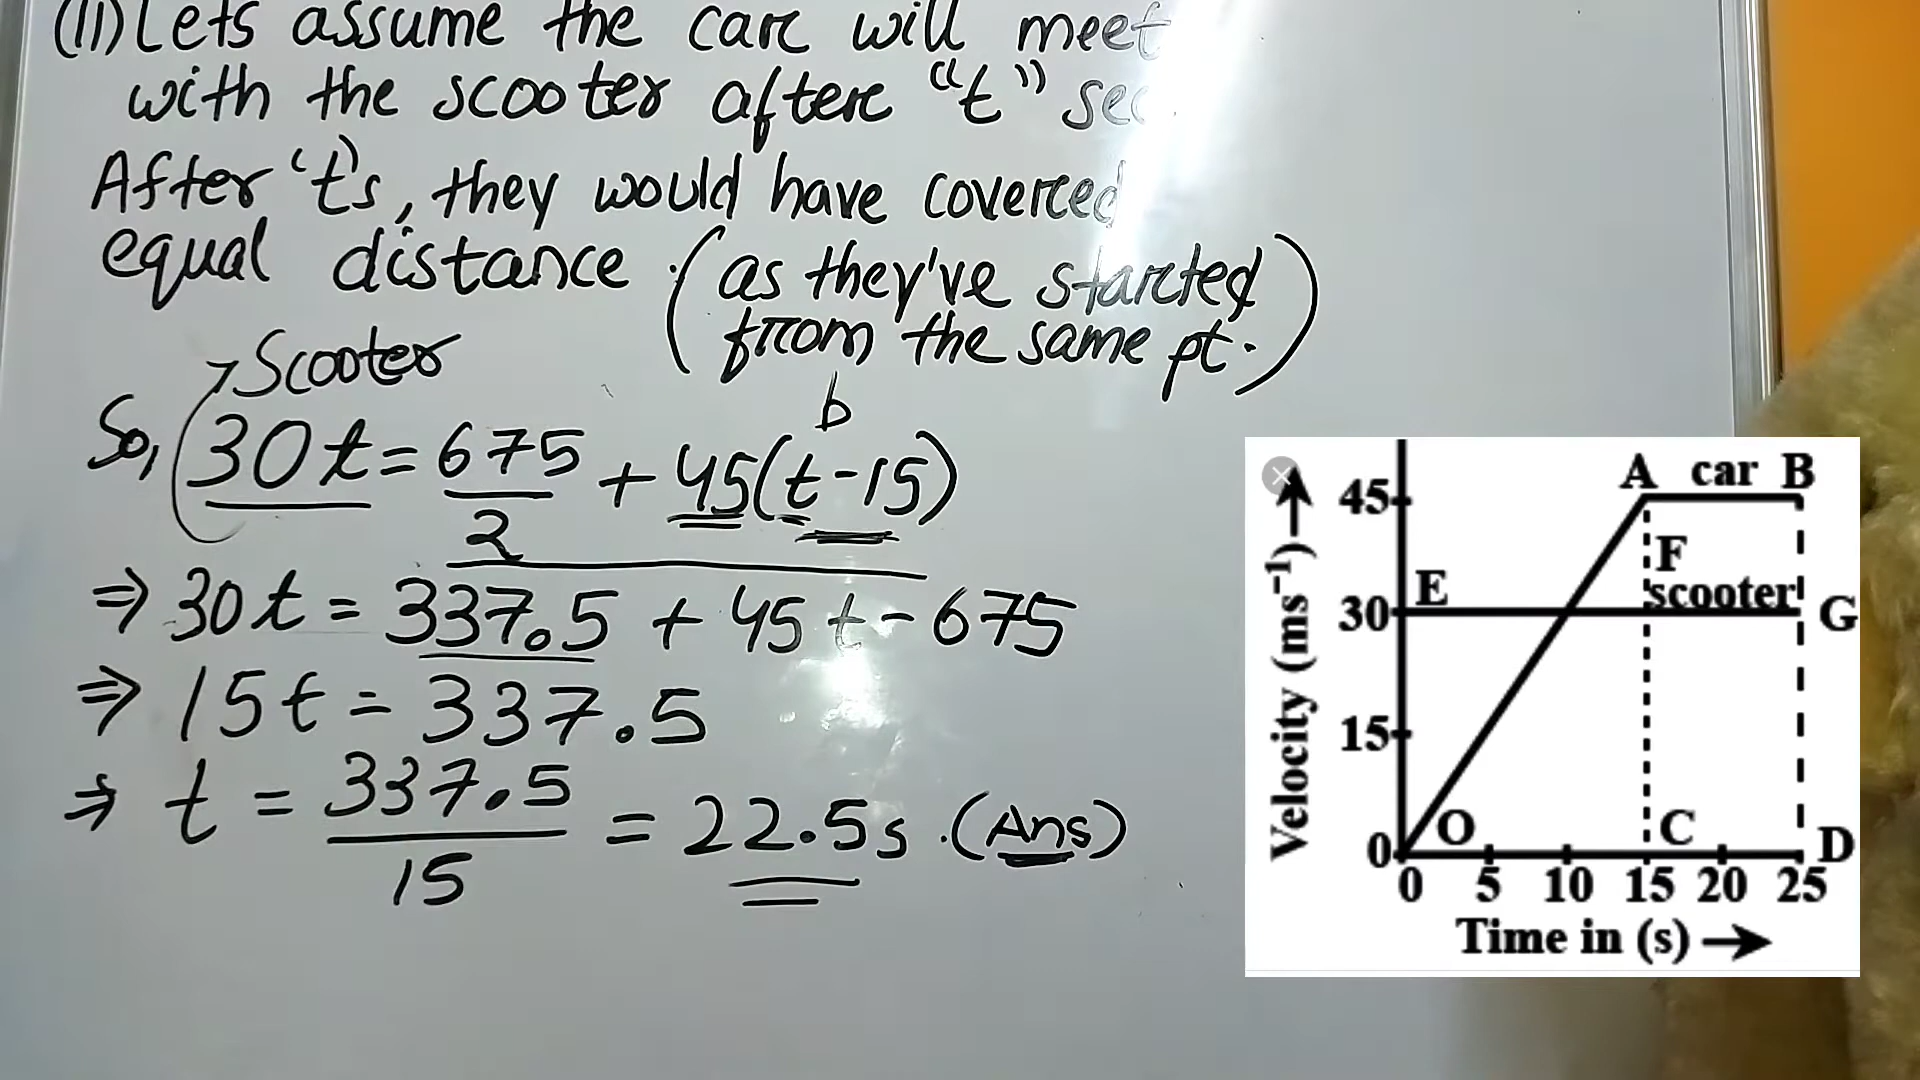 (II) Lets assume the car will meet
with the scooter after "t" sec
After 't's, they would have covered
equal distance. (as they've started
from the same pt.)
→Scooter
b
So, 30t = 675/2 + 45(t-15)
⇒ 30t = 337.5 + 45t - 675
⇒ 15t = 337.5
⇒ t = 337.5/15 = 22.5s. (Ans)
A car B
45
F
E scooter
30 G
15
O C D
0
0 5 10 15 20 25
Velocity (ms⁻¹)→
Time in (s) →